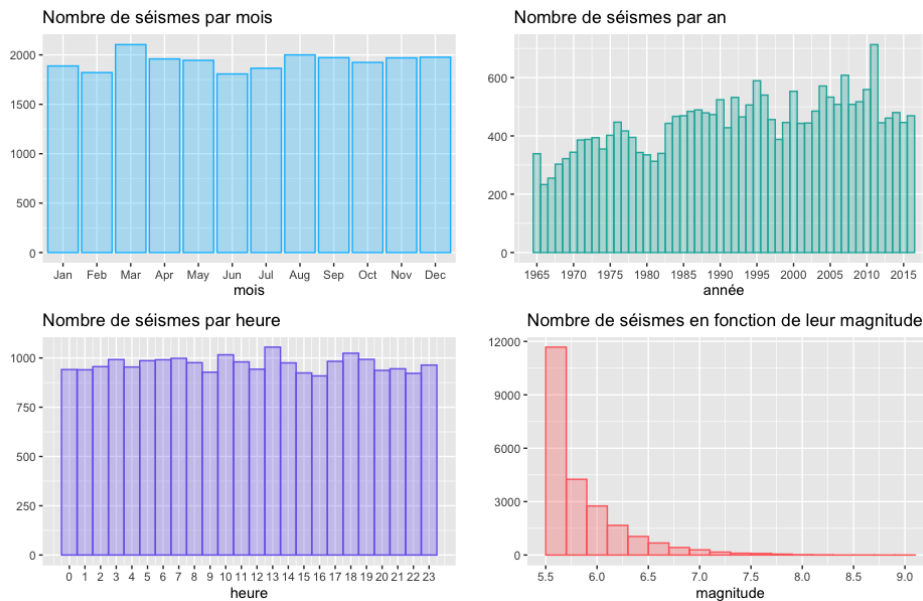 Nombre de séismes par mois
2000
1500
1000
500
0
Jan Feb Mar Apr May Jun Jul Aug Sep Oct Nov Dec
mois
Nombre de séismes par an
600
400
200
0
1965 1970 1975 1980 1985 1990 1995 2000 2005 2010 2015
année
Nombre de séismes par heure
1000
750
500
250
0
0 1 2 3 4 5 6 7 8 9 10 11 12 13 14 15 16 17 18 19 20 21 22 23
heure
Nombre de séismes en fonction de leur magnitude
12000
9000
6000
3000
0
5.5 6.0 6.5 7.0 7.5 8.0 8.5 9.0
magnitude